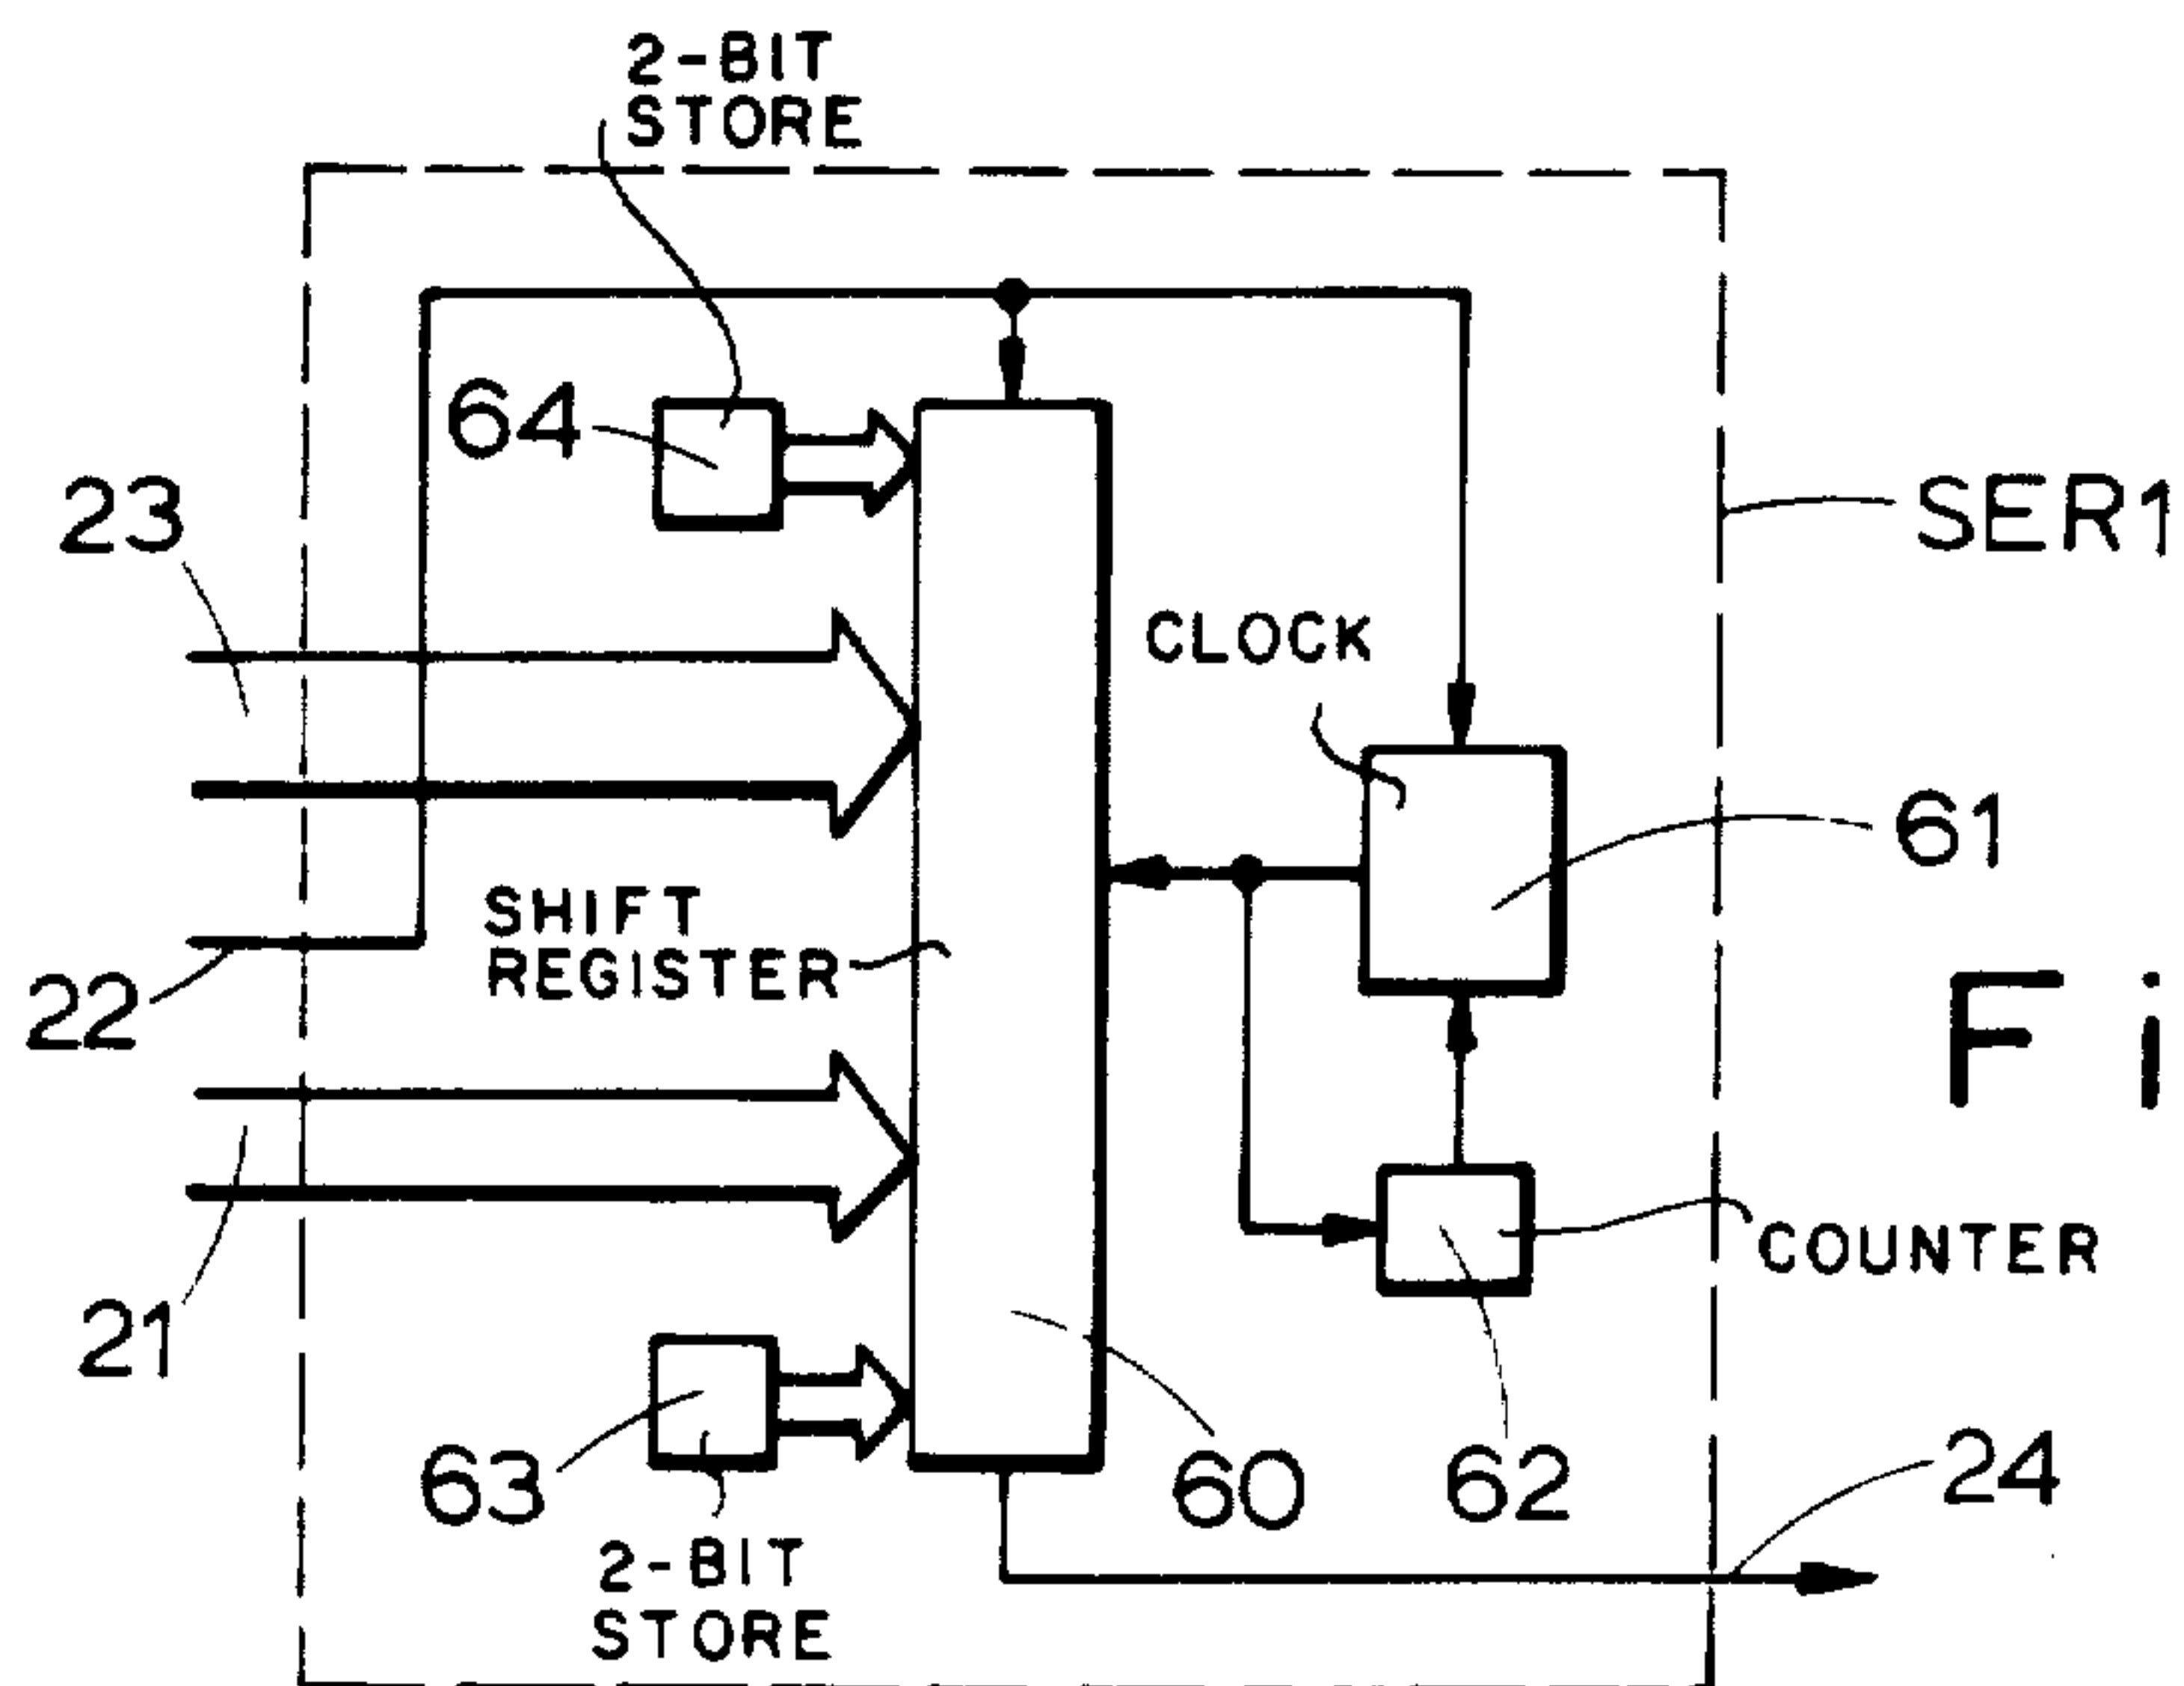 2-BIT
STORE
64
23
SER1
CLOCK
61
SHIFT
REGISTER
22
Fi
21
COUNTER
63
60
62
24
2-BIT
STORE